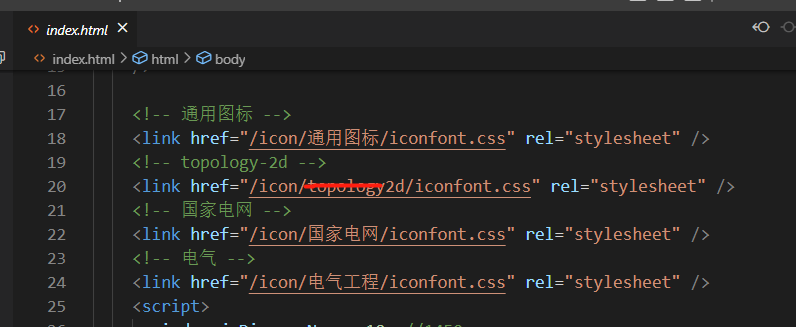 index.html
index.html > html > body
16
17 <!-- 通用图标 -->
18 <link href="/icon/通用图标/iconfont.css" rel="stylesheet" />
19 <!-- topology-2d -->
20 <link href="/icon/topology2d/iconfont.css" rel="stylesheet" />
21 <!-- 国家电网 -->
22 <link href="/icon/国家电网/iconfont.css" rel="stylesheet" />
23 <!-- 电气 -->
24 <link href="/icon/电气工程/iconfont.css" rel="stylesheet" />
25 <script>